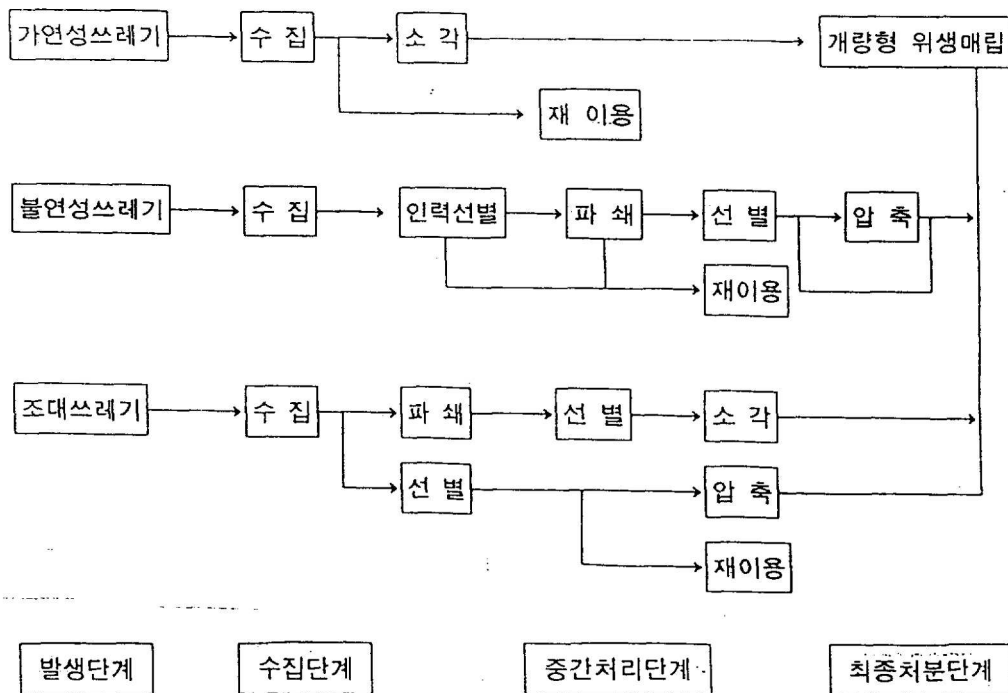 가연성쓰레기 수 집 소 각 개량형 위생매립
재 이용
불연성쓰레기 수 집 인력선별 파 쇄 선 별 압 축
재이용
조대쓰레기 수 집 파 쇄 선 별 소 각
선 별 압 축
재이용
발생단계 수집단계 중간처리단계 최종처분단계